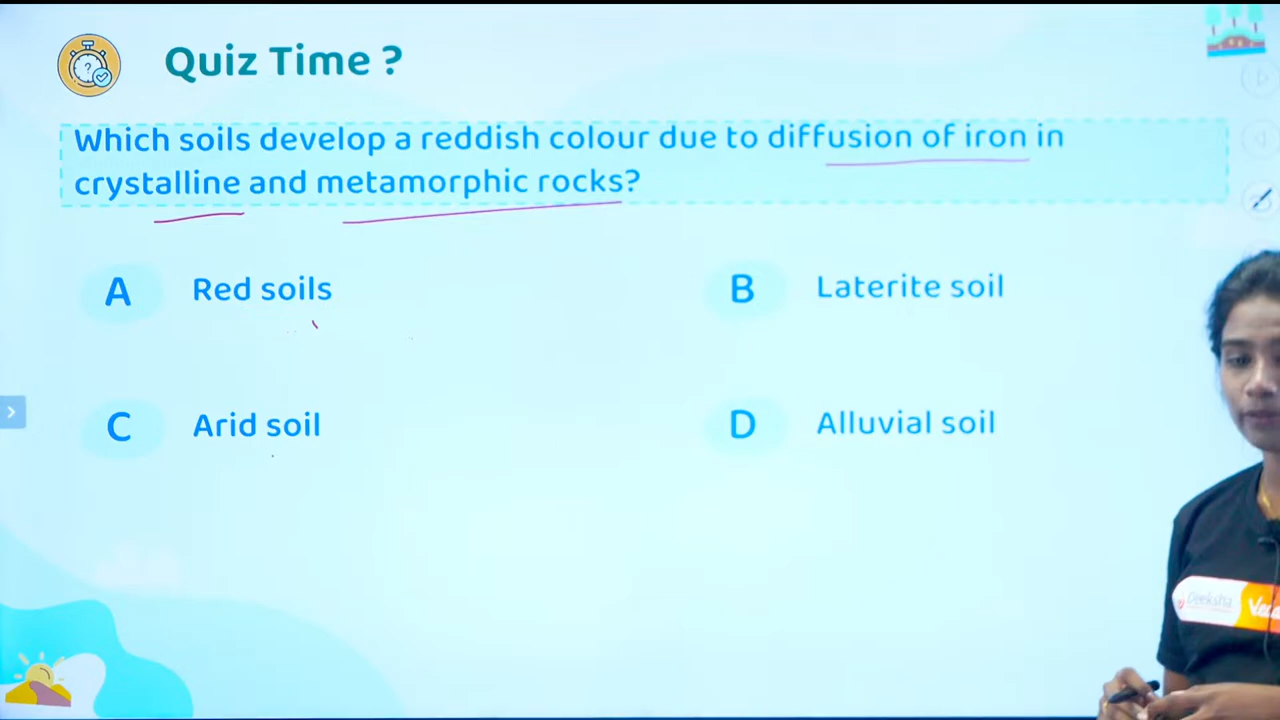 Quiz Time ?
Which soils develop a reddish colour due to diffusion of iron in
crystalline and metamorphic rocks?
A Red soils
B Laterite soil
C Arid soil
D Alluvial soil
Deeksha